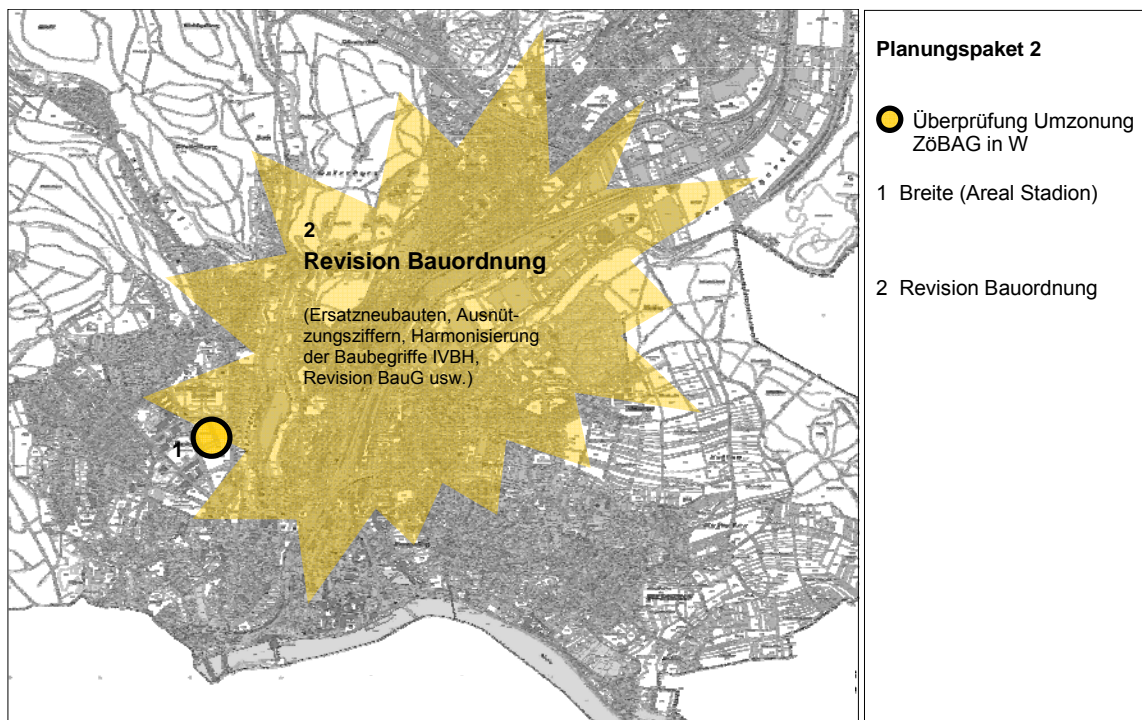 2
Revision Bauordnung
(Ersatzneubauten, Ausnüt-
zungsziffern, Harmonisierung
der Baubegriffe IVBH,
Revision BauG usw.)
1
Planungspaket 2
Überprüfung Umzonung
ZöBAG in W
1 Breite (Areal Stadion)
2 Revision Bauordnung